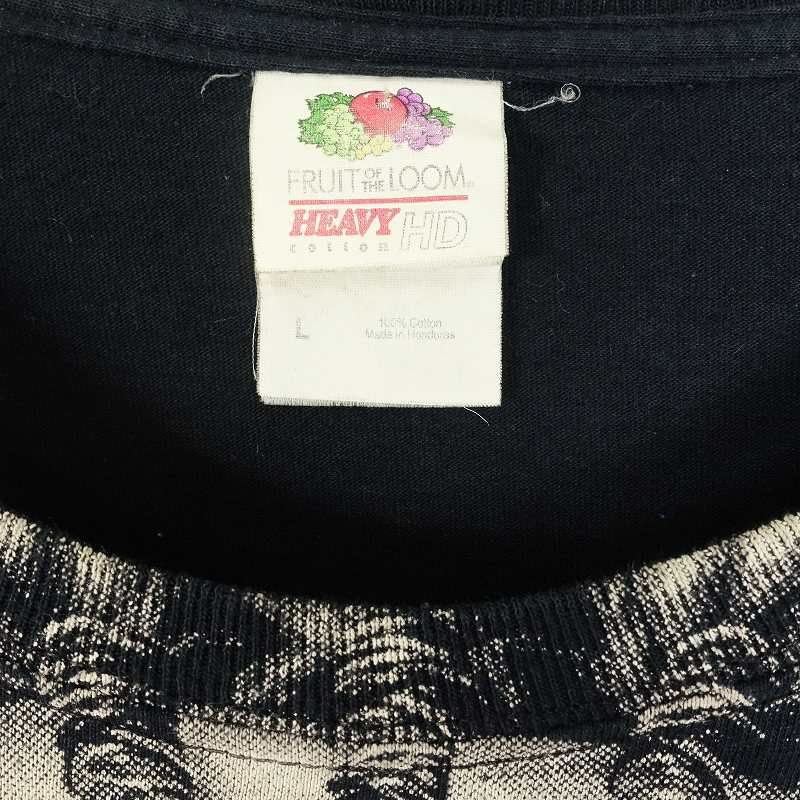 FRUIT OF THE LOOM®
HEAVY HD
cotton
L
100% Cotton
Made in Honduras